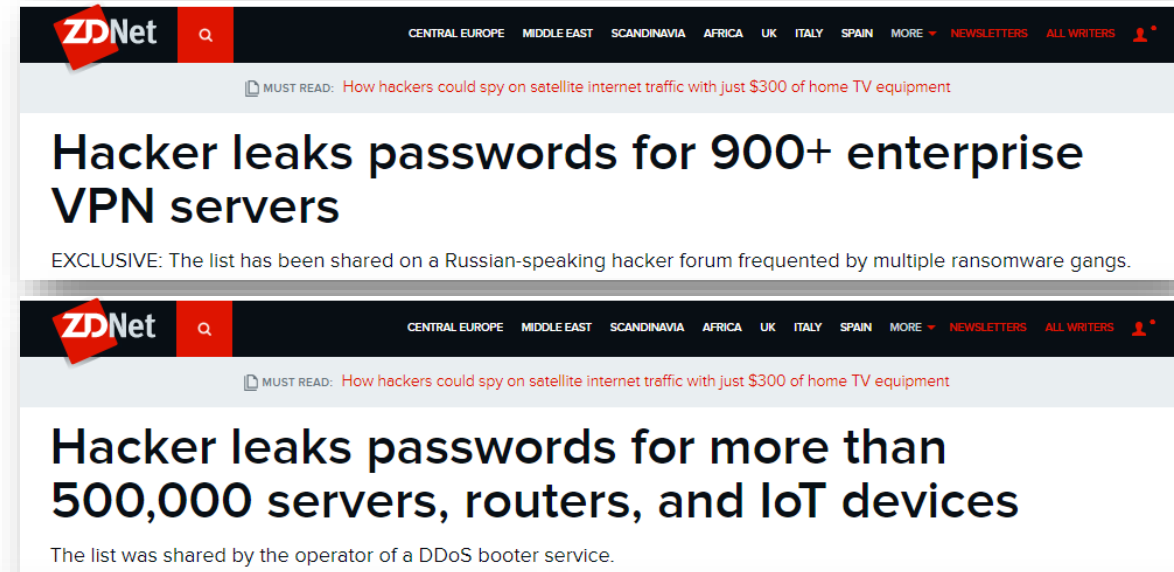 ZDNet CENTRAL EUROPE MIDDLE EAST SCANDINAVIA AFRICA UK ITALY SPAIN MORE NEWSLETTERS ALL WRITERS
MUST READ: How hackers could spy on satellite internet traffic with just $300 of home TV equipment
Hacker leaks passwords for 900+ enterprise
VPN servers
EXCLUSIVE: The list has been shared on a Russian-speaking hacker forum frequented by multiple ransomware gangs.
ZDNet CENTRAL EUROPE MIDDLE EAST SCANDINAVIA AFRICA UK ITALY SPAIN MORE NEWSLETTERS ALL WRITERS
MUST READ: How hackers could spy on satellite internet traffic with just $300 of home TV equipment
Hacker leaks passwords for more than
500,000 servers, routers, and IoT devices
The list was shared by the operator of a DDoS booter service.